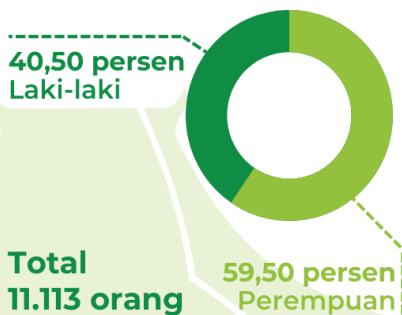 40,50 persen
Laki-laki
Total
11.113 orang
59,50 persen
Perempuan